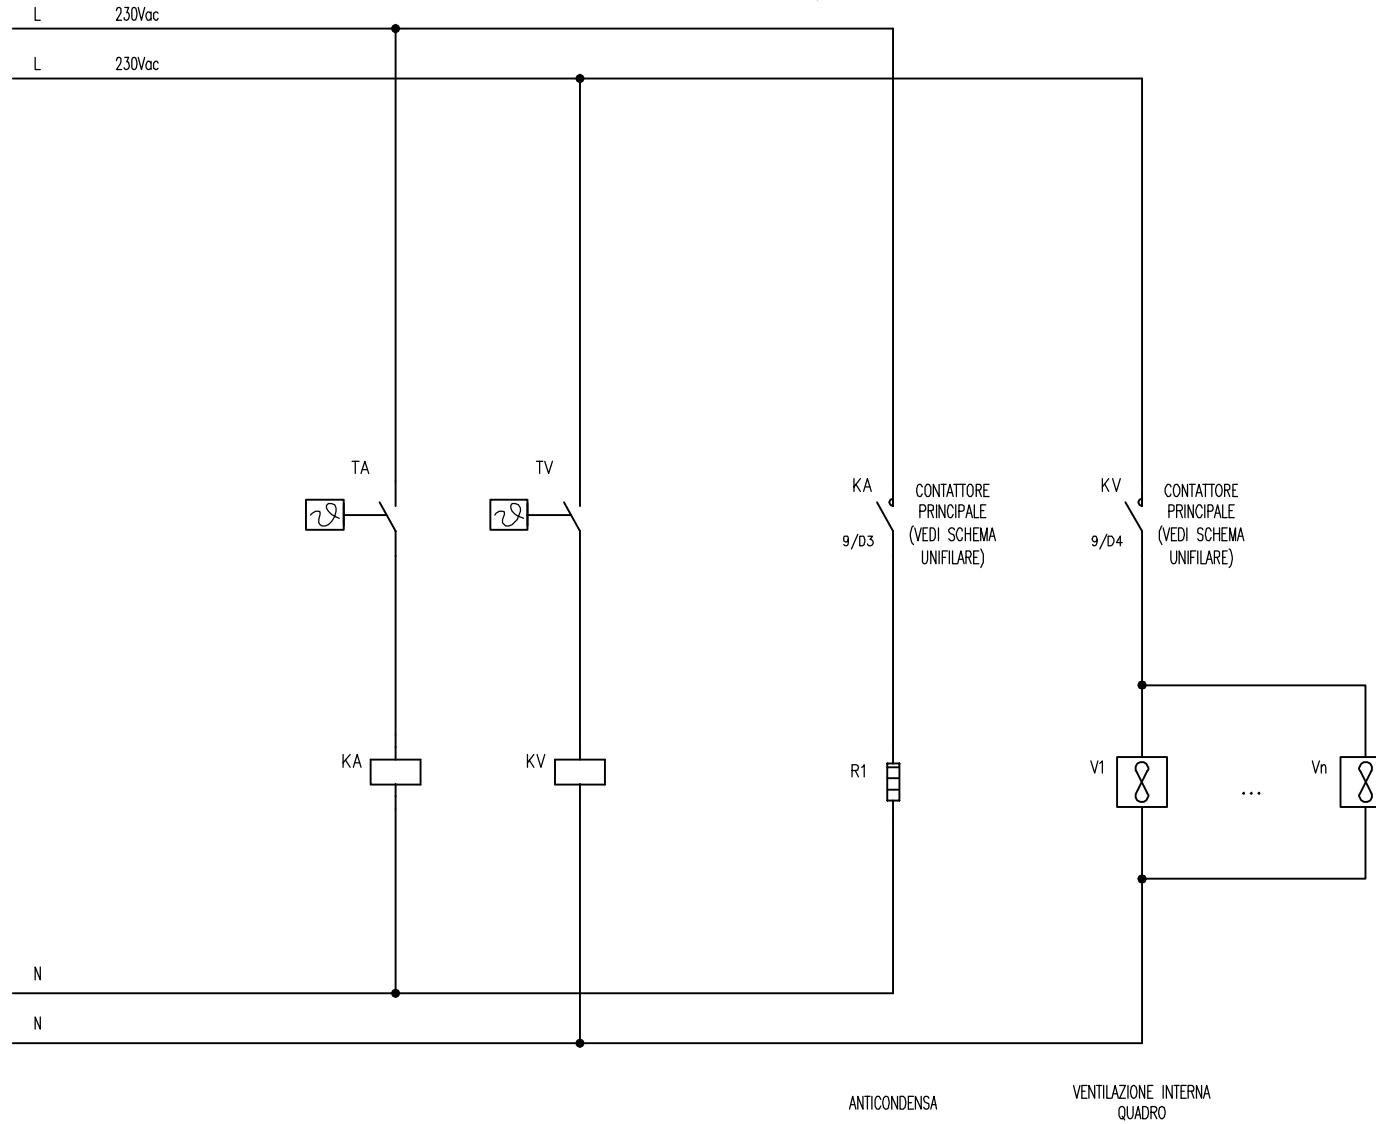 L 230Vac
L 230Vac
TA
TV
KA
CONTATTORE
PRINCIPALE
(VEDI SCHEMA
UNIFILARE)
9/D3
KV
CONTATTORE
PRINCIPALE
(VEDI SCHEMA
UNIFILARE)
9/D4
KA
KV
R1
V1
...
Vn
N
N
ANTICONDENSA
VENTILAZIONE INTERNA
QUADRO